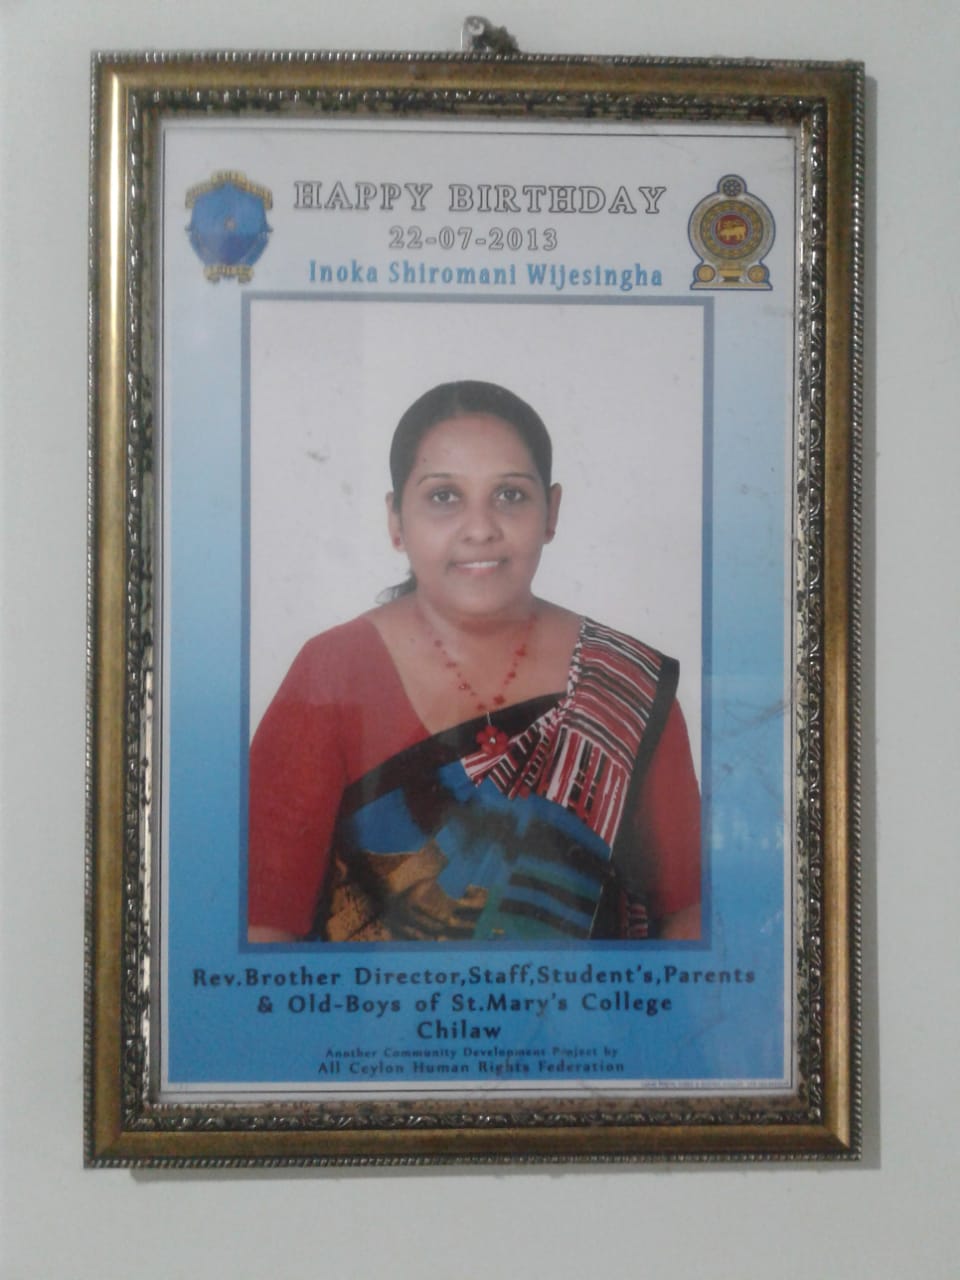 HAPPY BIRTHDAY
22-07-2013
Inoka Shiromani Wijesingha
Rev.Brother Director,Staff,Student's,Parents
& Old-Boys of St.Mary's College
Chilaw
Another Community Development Project by
All Ceylon Human Rights Federation